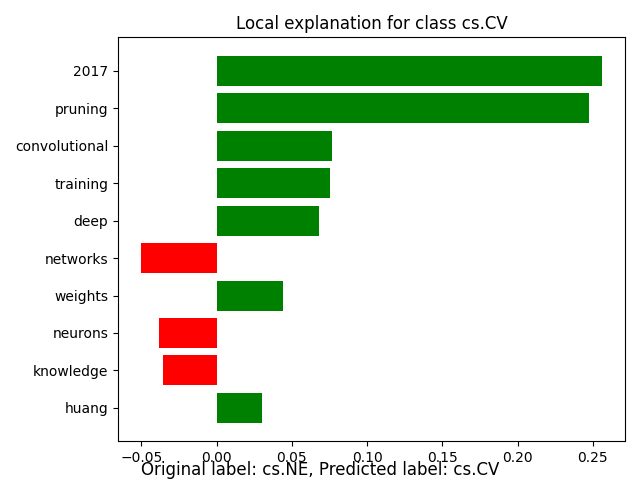 Local explanation for class cs.CV
2017
pruning
convolutional
training
deep
networks
weights
neurons
knowledge
huang
−0.05 0.00 0.05 0.10 0.15 0.20 0.25
Original label: cs.NE, Predicted label: cs.CV